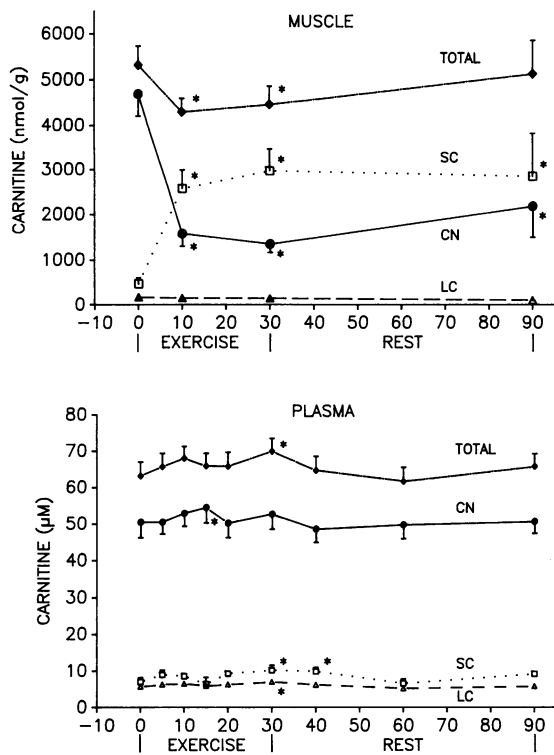 MUSCLE
CARNITINE (nmol/g)
6000
5000
4000
3000
2000
1000
0
TOTAL
*
*
SC
*
*
*
CN
*
*
*
LC
-10 0 10 20 30 40 50 60 70 80 90
| EXERCISE | REST |
PLASMA
CARNITINE (µM)
80
70
60
50
40
30
20
10
0
TOTAL
*
CN
*
SC
*
*
LC
*
-10 0 10 20 30 40 50 60 70 80 90
| EXERCISE | REST |